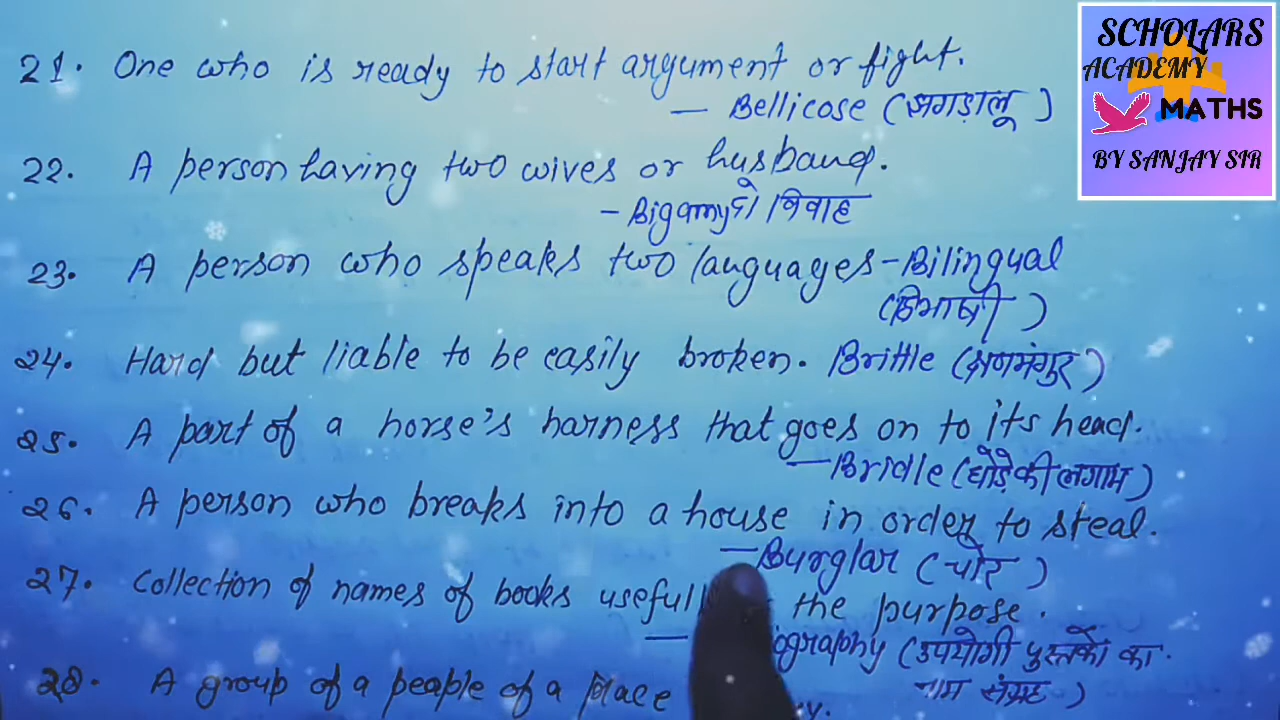 SCHOLARS
ACADEMY
MATHS
BY SANJAY SIR
21. One who is ready to start argument or fight.
— Bellicose (झगड़ालू)
22. A person having two wives or husband.
- Bigamy दो विवाह
23. A person who speaks two languages - Bilingual
(द्विभाषी)
24. Hard but liable to be easily broken. Brittle (क्षणभंगुर)
25. A part of a horse's harness that goes on to its head.
— Bridle (घोड़े की लगाम)
26. A person who breaks into a house in order to steal.
— Burglar (चोर)
27. Collection of names of books useful the purpose.
— ography (उपयोगी पुस्तकों का
नाम संग्रह)
28. A group of a people of a place